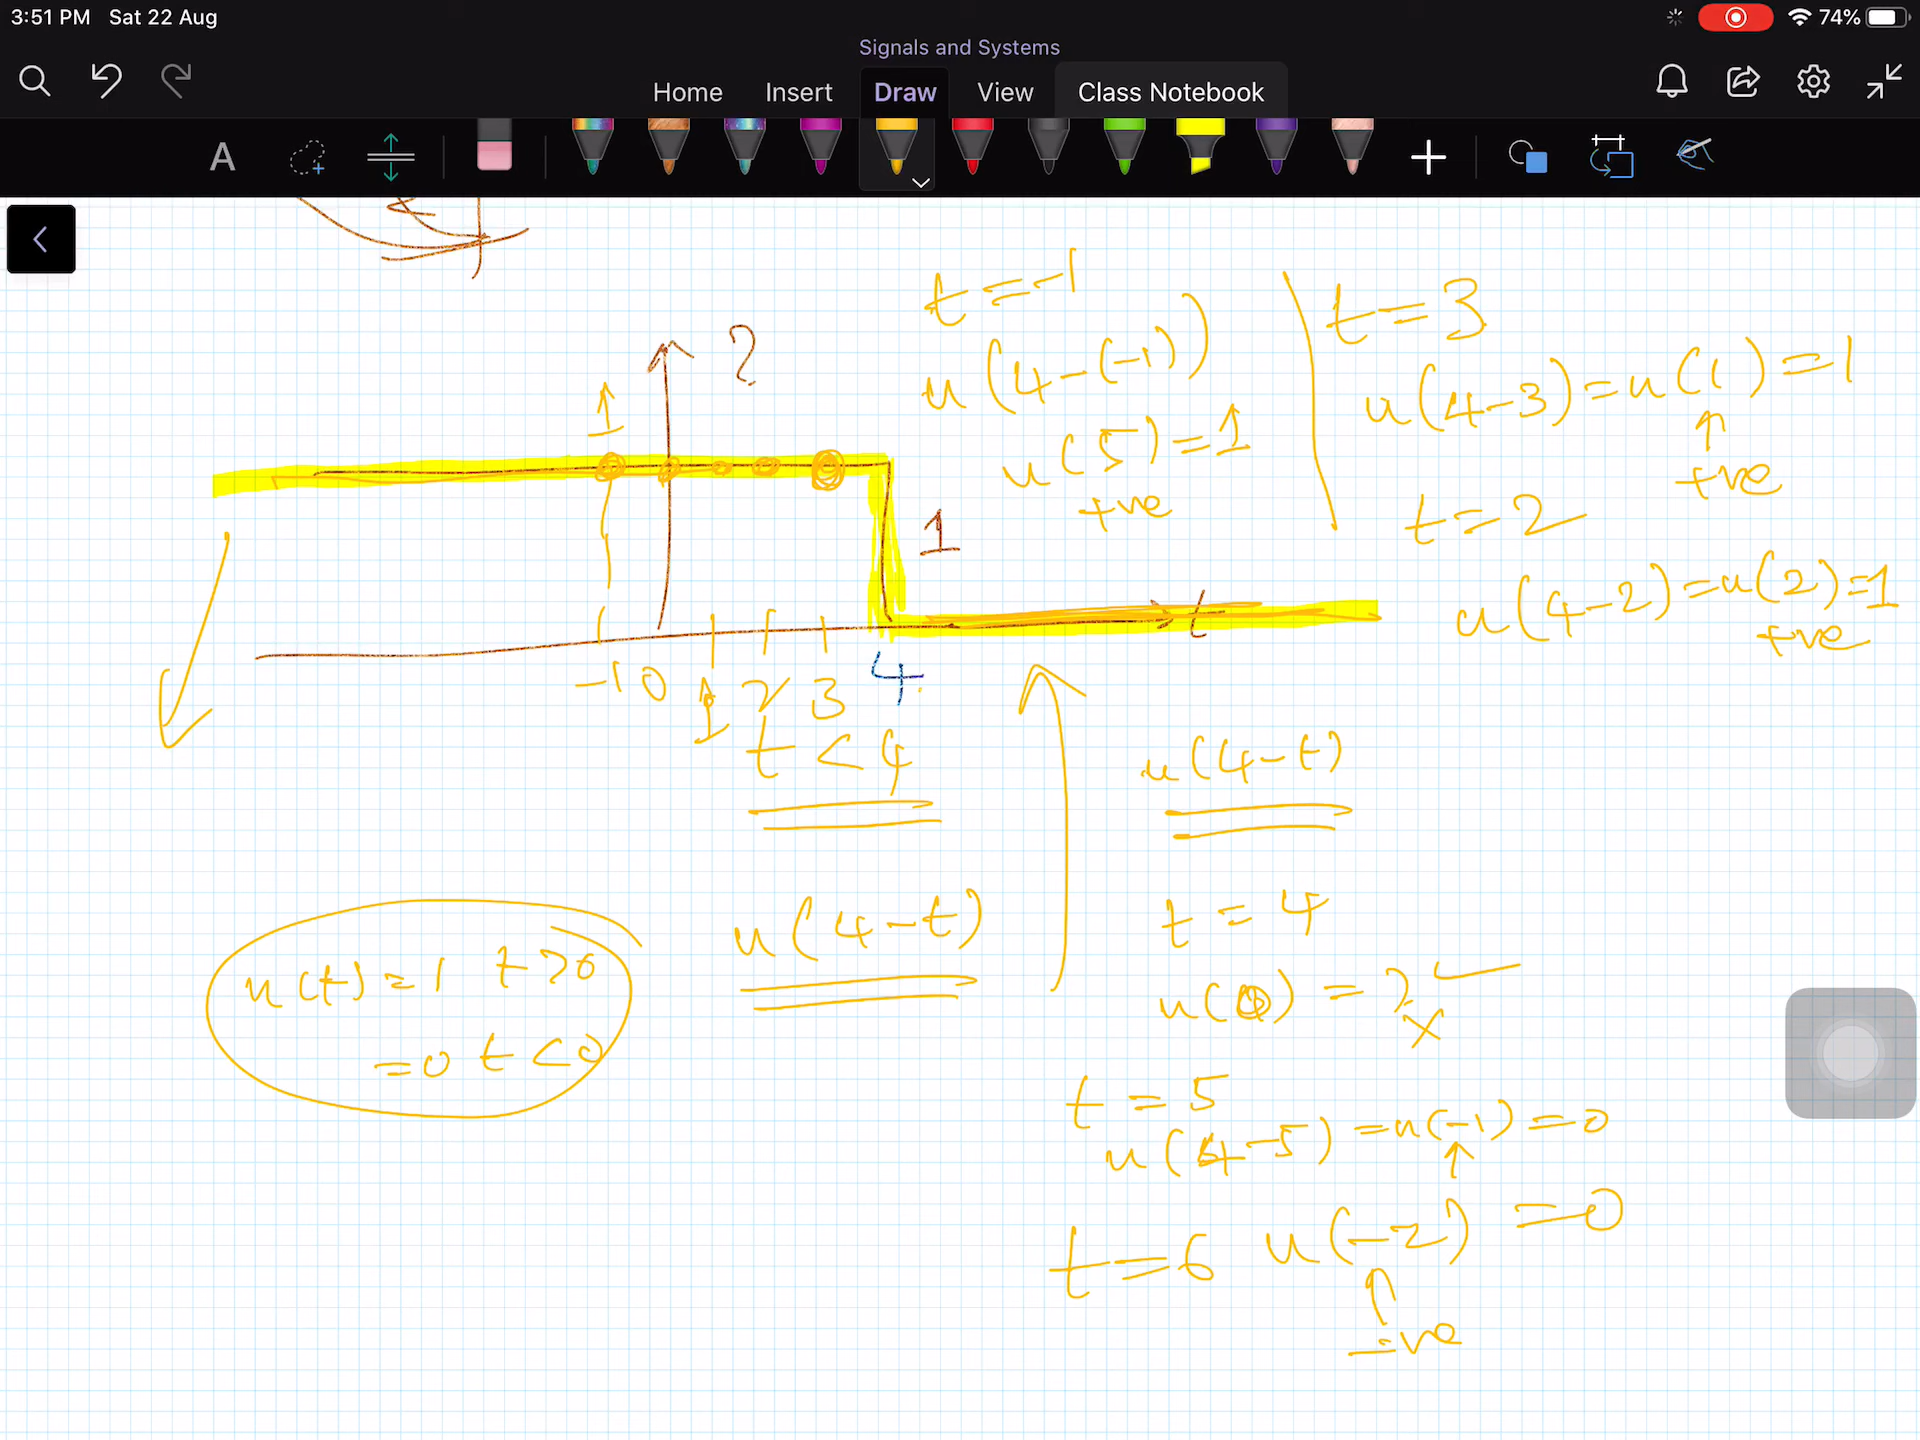 3:51 PM Sat 22 Aug
74%
Signals and Systems
Home Insert Draw View Class Notebook
A
?
1
1
-1 0 1 2 3 4
t
t < 4
u(4-t)
u(t) = 1 t>0
=0 t<0
t = -1
u(4-(-1))
u(5) = 1
+ve
t = 3
u(4-3) = u(1) = 1
+ve
t = 2
u(4-2) = u(2) = 1
+ve
u(4-t)
t = 4
u(0) = ?
x
t = 5
u(4-5) = u(-1) = 0
t = 6 u(-2) = 0
-ve